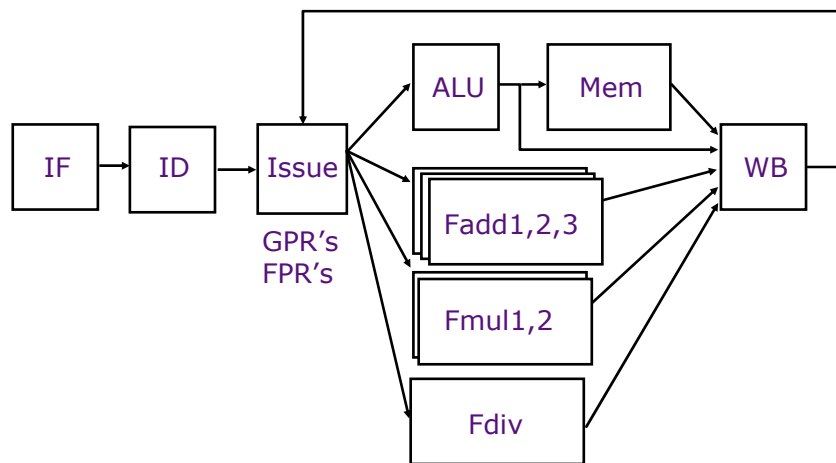 IF
ID
Issue
GPR's
FPR's
ALU
Mem
Fadd1,2,3
Fmul1,2
Fdiv
WB